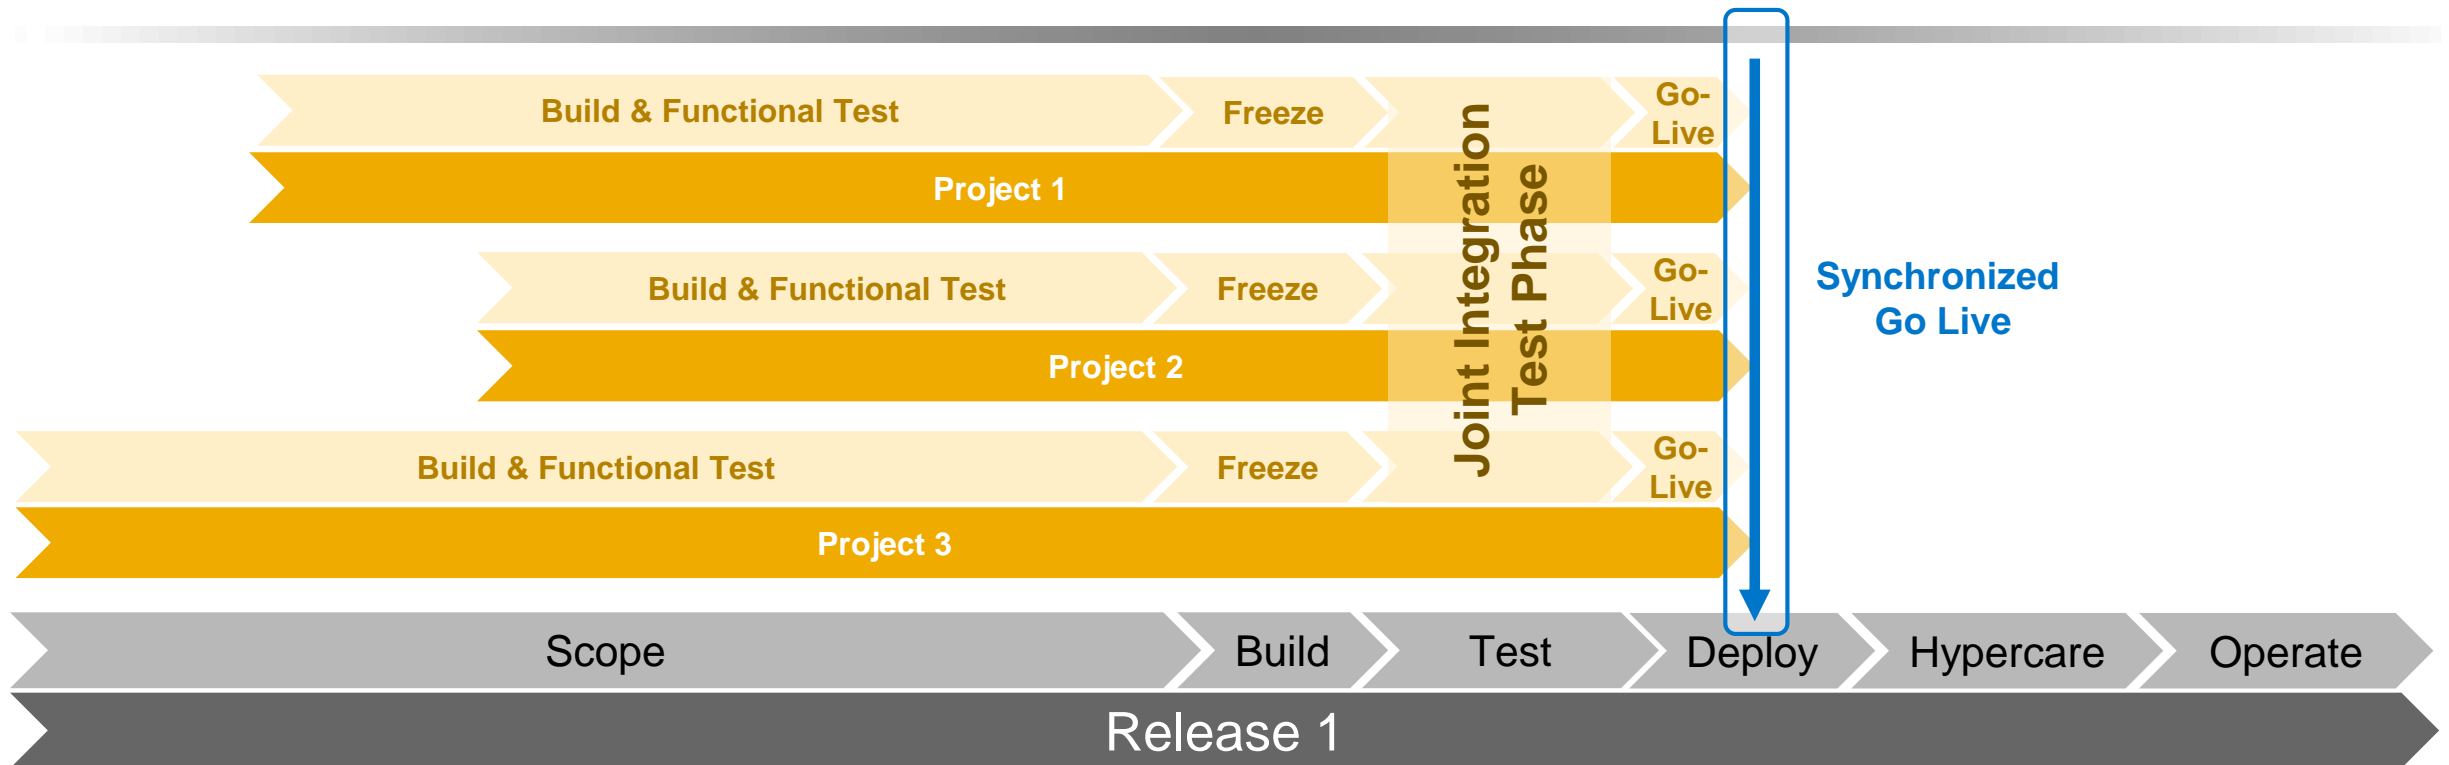 Build & Functional Test
Freeze
Go-
Live
Project 1
Joint Integration
Test Phase
Build & Functional Test
Freeze
Go-
Live
Project 2
Synchronized
Go Live
Build & Functional Test
Freeze
Go-
Live
Project 3
Scope
Build
Test
Deploy
Hypercare
Operate
Release 1